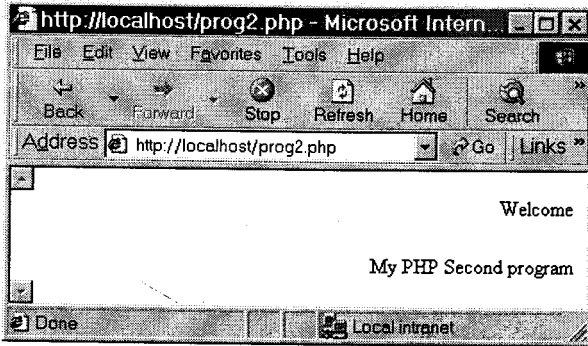 http://localhost/prog2.php - Microsoft Intern...
File Edit View Favorites Tools Help
Back Forward Stop Refresh Home Search »
Address http://localhost/prog2.php Go Links »
Welcome
My PHP Second program
Done Local intranet